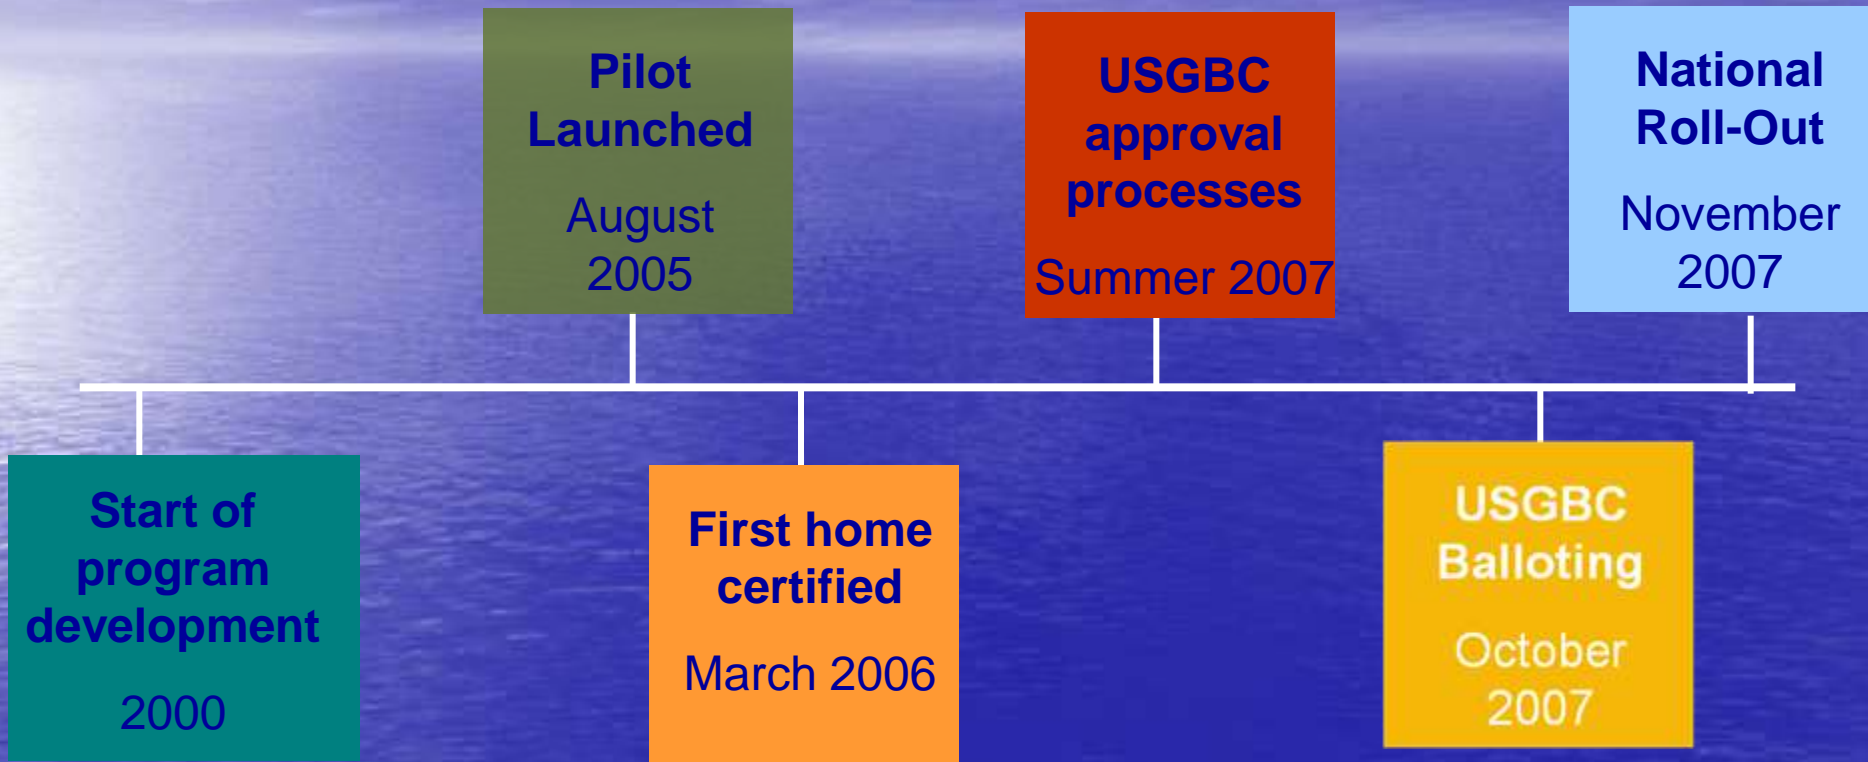 Pilot
Launched
August
2005
USGBC
approval
processes
Summer 2007
National
Roll-Out
November
2007
Start of
program
development
2000
First home
certified
March 2006
USGBC
Balloting
October
2007